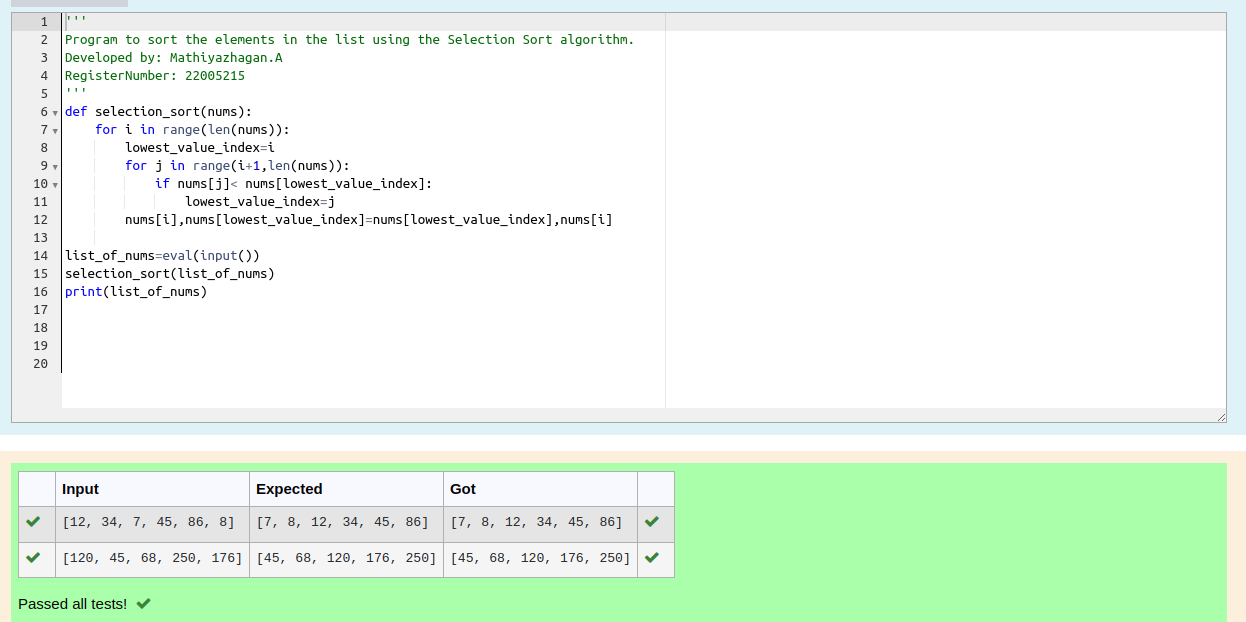 1 '''
2 Program to sort the elements in the list using the Selection Sort algorithm.
3 Developed by: Mathiyazhagan.A
4 RegisterNumber: 22005215
5 '''
6 def selection_sort(nums):
7     for i in range(len(nums)):
8         lowest_value_index=i
9         for j in range(i+1,len(nums)):
10             if nums[j]< nums[lowest_value_index]:
11                 lowest_value_index=j
12         nums[i],nums[lowest_value_index]=nums[lowest_value_index],nums[i]
13
14 list_of_nums=eval(input())
15 selection_sort(list_of_nums)
16 print(list_of_nums)
17
18
19
20
Input Expected Got
[12, 34, 7, 45, 86, 8] [7, 8, 12, 34, 45, 86] [7, 8, 12, 34, 45, 86]
[120, 45, 68, 250, 176] [45, 68, 120, 176, 250] [45, 68, 120, 176, 250]
Passed all tests!